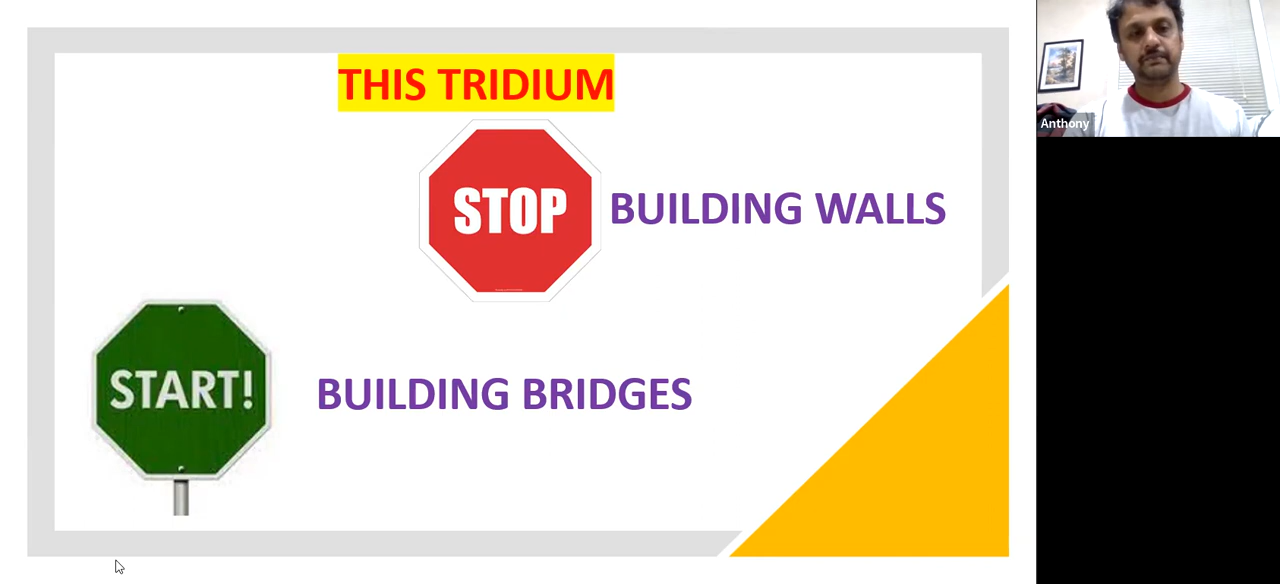 THIS TRIDIUM
STOP BUILDING WALLS
START! BUILDING BRIDGES
Anthony